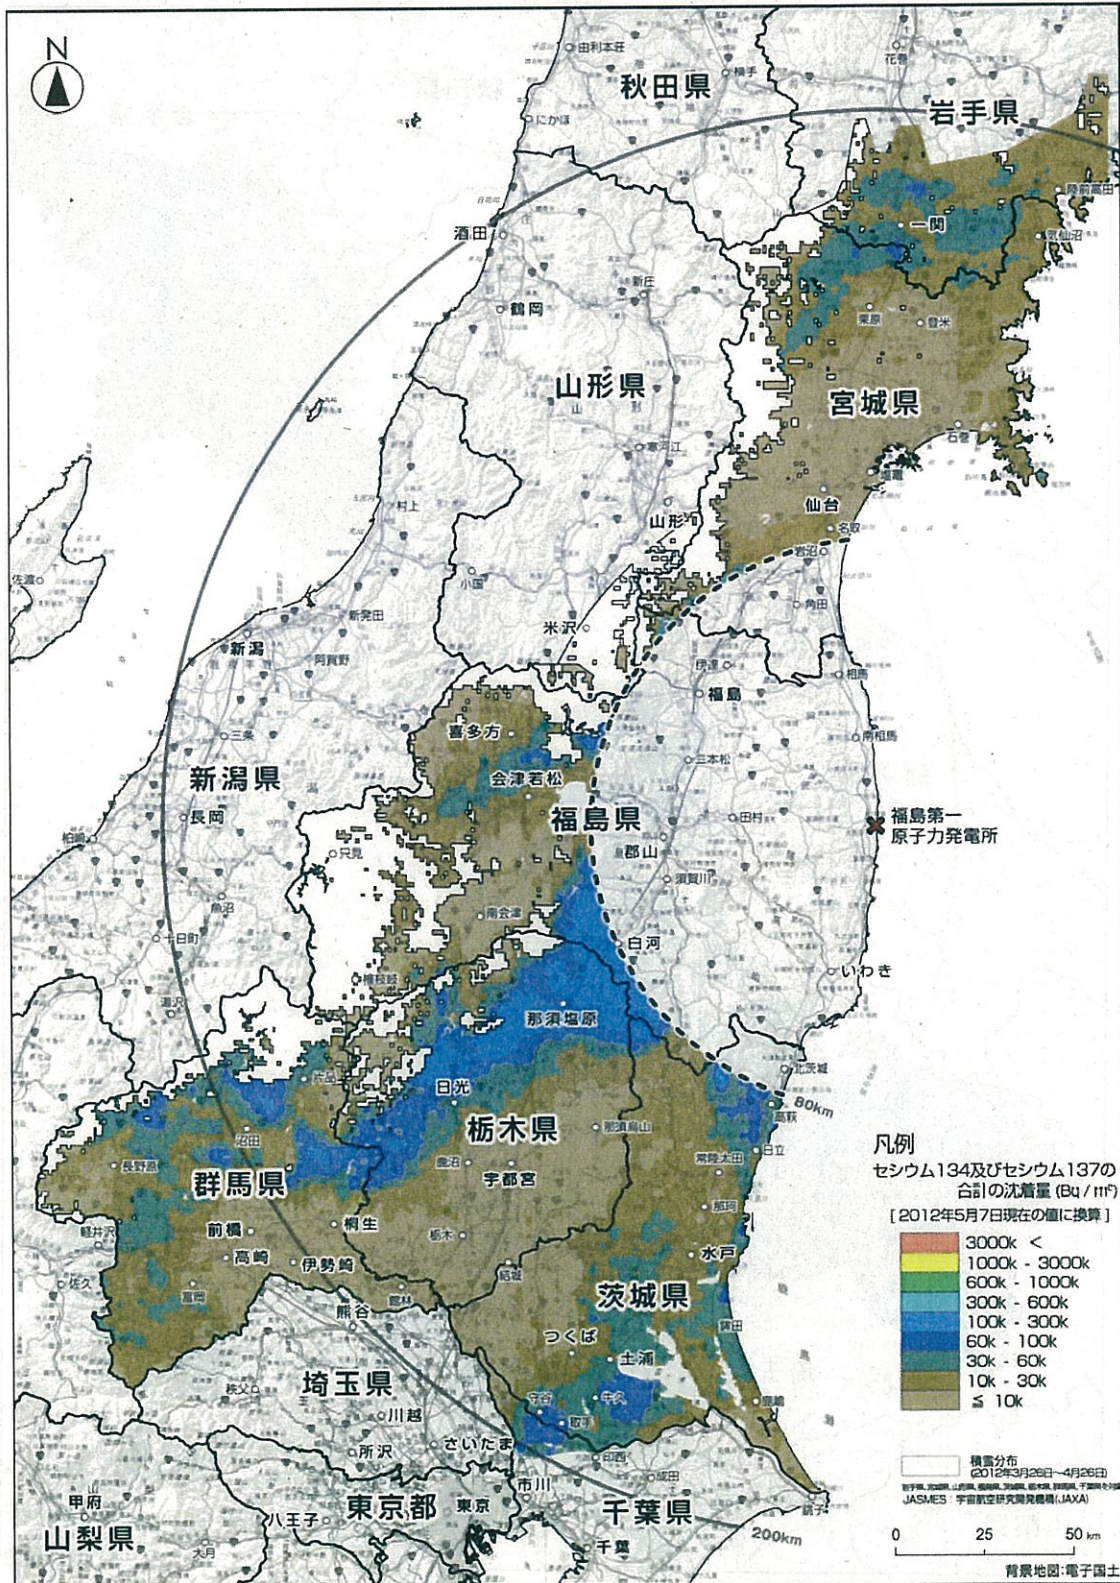 N
秋田県
岩手県
由利本荘
横手
花巻
にかほ
陸前高田
一関
気仙沼
酒田
新庄
鶴岡
栗原
登米
山形県
宮城県
石巻
寒河江
塩竈
村上
仙台
山形
名取
岩沼
佐渡
小国
角田
新発田
米沢
新潟
阿賀野
伊達
相馬
福島
喜多方
南相馬
三条
二本松
新潟県
会津若松
福島県
長岡
田村
福島第一
原子力発電所
柏崎
郡山
只見
須賀川
魚沼
南会津
十日町
白河
いわき
檜枝岐
湯沢
那須塩原
北茨城
片品
日光
80km
高萩
栃木県
沼田
那須烏山
日立
長野原
鹿沼
宇都宮
常陸太田
群馬県
那珂
前橋
桐生
軽井沢
栃木
水戸
高崎
伊勢崎
結城
佐久
富岡
館林
茨城県
熊谷
鉾田
つくば
土浦
埼玉県
秩父
守谷
牛久
鹿嶋
川越
取手
所沢
さいたま
印西
成田
市川
甲府
東京都
東京
千葉県
銚子
八王子
山梨県
千葉
200km
大月
凡例
セシウム134及びセシウム137の
合計の沈着量 (Bq / m²)
[ 2012年5月7日現在の値に換算 ]
3000k <
1000k - 3000k
600k - 1000k
300k - 600k
100k - 300k
60k - 100k
30k - 60k
10k - 30k
≦ 10k
積雪分布
(2012年3月26日～4月26日)
JASMES : 宇宙航空研究開発機構(JAXA)
0 25 50 km
背景地図:電子国土